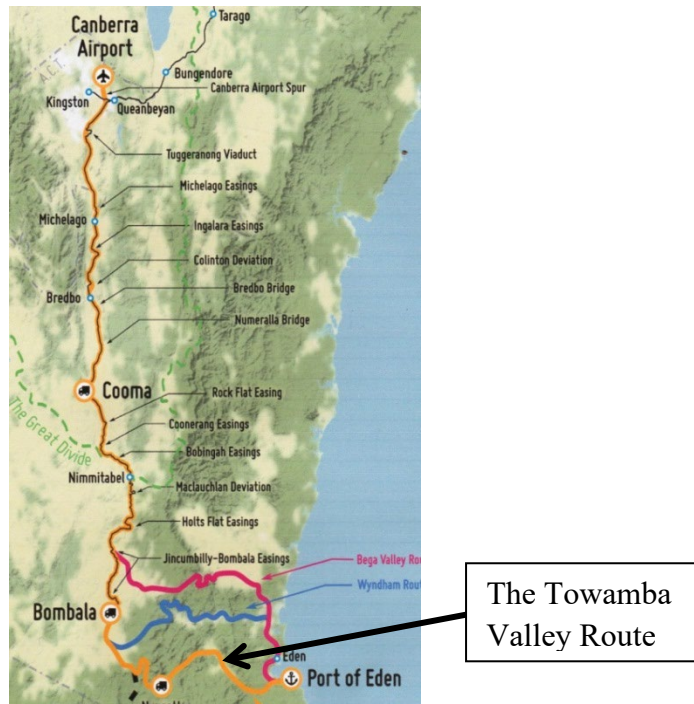 Tarago
Canberra
Airport
A.C.T.
Bungendore
Canberra Airport Spur
Kingston
Queanbeyan
Tuggeranong Viaduct
Michelago Easings
Michelago
Ingalara Easings
Colinton Deviation
Bredbo
Bredbo Bridge
Numeralla Bridge
Cooma
Rock Flat Easing
The Great Divide
Coonerang Easings
Bobingah Easings
Nimmitabel
Maclauchlan Deviation
Holts Flat Easings
Jincumbilly-Bombala Easings
Bega Valley Rou
Wyndham Rout
Bombala
The Towamba
Valley Route
Eden
Port of Eden